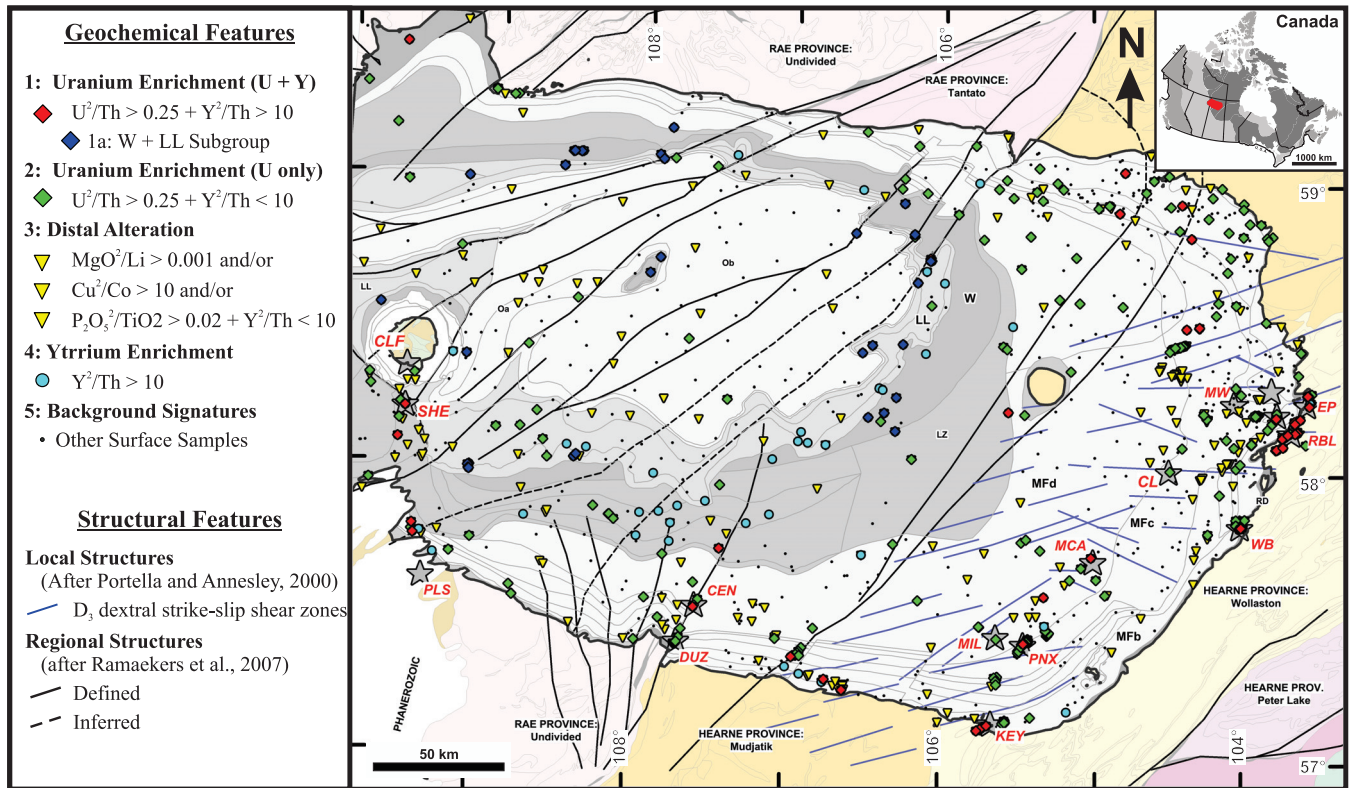 Geochemical Features
1: Uranium Enrichment (U + Y)
U²/Th > 0.25 + Y²/Th > 10
1a: W + LL Subgroup
2: Uranium Enrichment (U only)
U²/Th > 0.25 + Y²/Th < 10
3: Distal Alteration
MgO²/Li > 0.001 and/or
Cu²/Co > 10 and/or
P₂O₅²/TiO2 > 0.02 + Y²/Th < 10
4: Ytrrium Enrichment
Y²/Th > 10
5: Background Signatures
Other Surface Samples
Structural Features
Local Structures
(After Portella and Annesley, 2000)
D₃ dextral strike-slip shear zones
Regional Structures
(after Ramaekers et al., 2007)
Defined
Inferred
108°
106°
RAE PROVINCE:
Undivided
RAE PROVINCE:
Tantato
N
Canada
1000 km
59°
LL
Oa
Ob
W
LL
LZ
CLF
SHE
MW
EP
RBL
CL
58°
RD
MFd
MFc
MCA
WB
PLS
CEN
DUZ
MIL
PNX
MFb
KEY
HEARNE PROVINCE:
Wollaston
HEARNE PROV.
Peter Lake
PHANEROZOIC
RAE PROVINCE:
Undivided
HEARNE PROVINCE:
Mudjatik
50 km
108°
106°
104°
57°